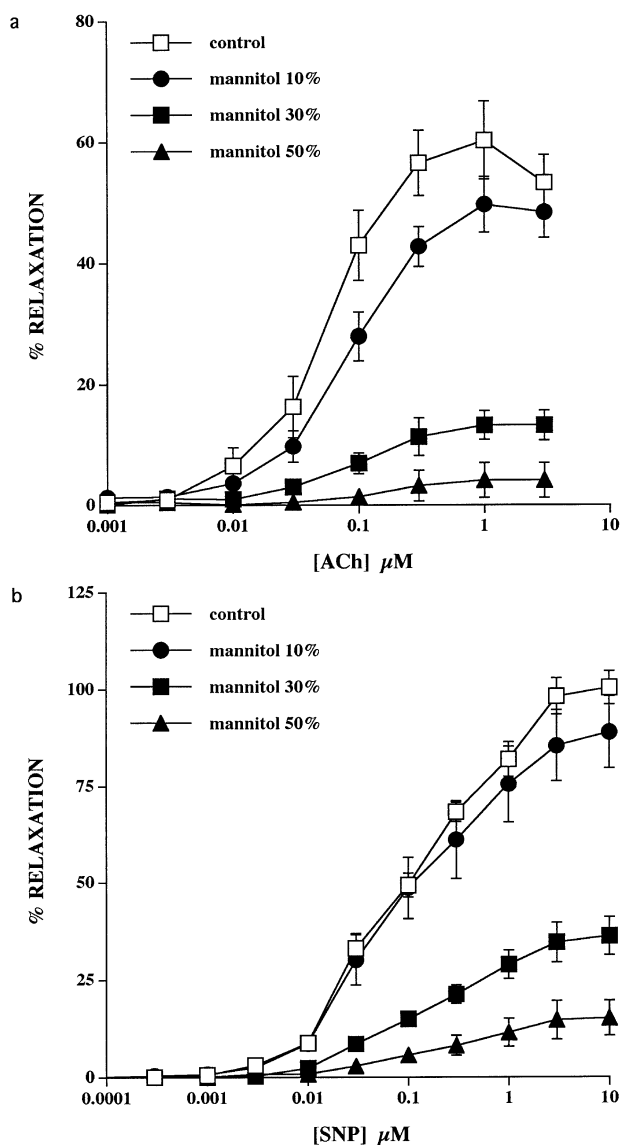 a
80
60
40
20
0
% RELAXATION
control
mannitol 10%
mannitol 30%
mannitol 50%
0.001
0.01
0.1
1
10
[ACh] µM
b
125
100
75
50
25
0
% RELAXATION
control
mannitol 10%
mannitol 30%
mannitol 50%
0.0001
0.001
0.01
0.1
1
10
[SNP] µM